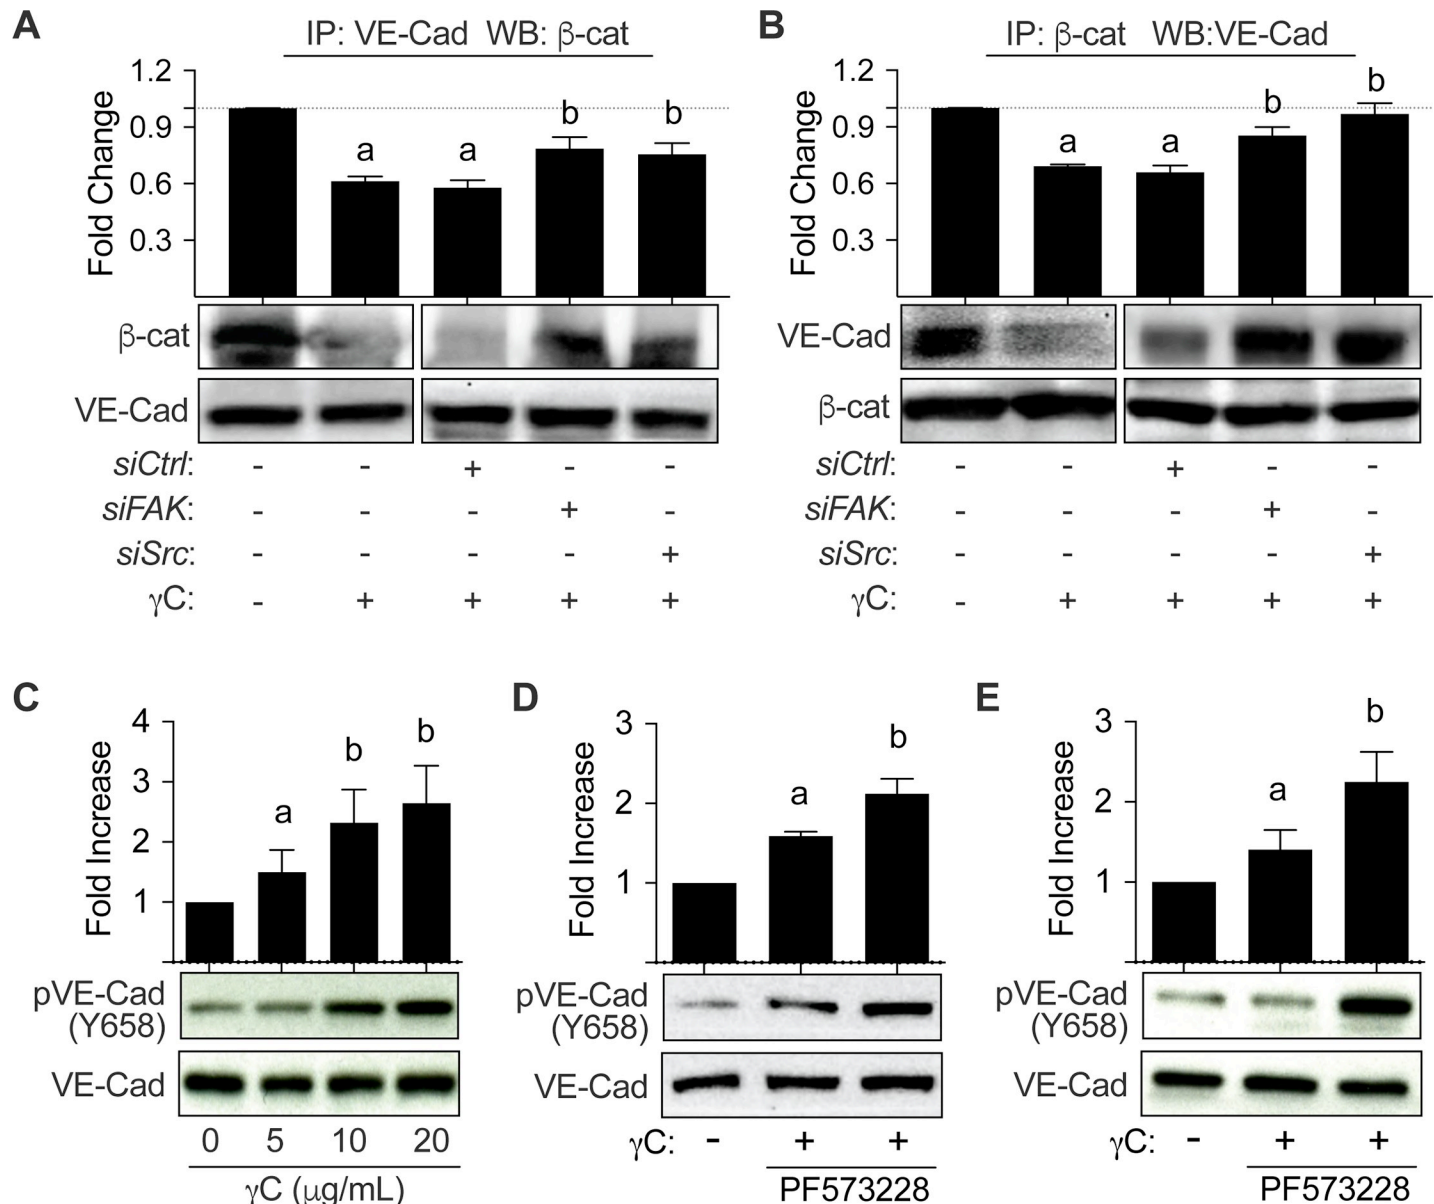 A
IP: VE-Cad WB: β-cat
Fold Change
1.2
0.9
0.6
0.3
a
a
b
b
β-cat
VE-Cad
siCtrl: - - + - -
siFAK: - - - + -
siSrc: - - - - +
γC: - + + + +
B
IP: β-cat WB:VE-Cad
Fold Change
1.2
0.9
0.6
0.3
a
a
b
b
VE-Cad
β-cat
siCtrl: - - + - -
siFAK: - - - + -
siSrc: - - - - +
γC: - + + + +
C
Fold Increase
4
3
2
1
a
b
b
pVE-Cad
(Y658)
VE-Cad
0 5 10 20
γC (μg/mL)
D
Fold Increase
3
2
1
a
b
pVE-Cad
(Y658)
VE-Cad
γC: - + +
PF573228
E
Fold Increase
3
2
1
a
b
pVE-Cad
(Y658)
VE-Cad
γC: - + +
PF573228